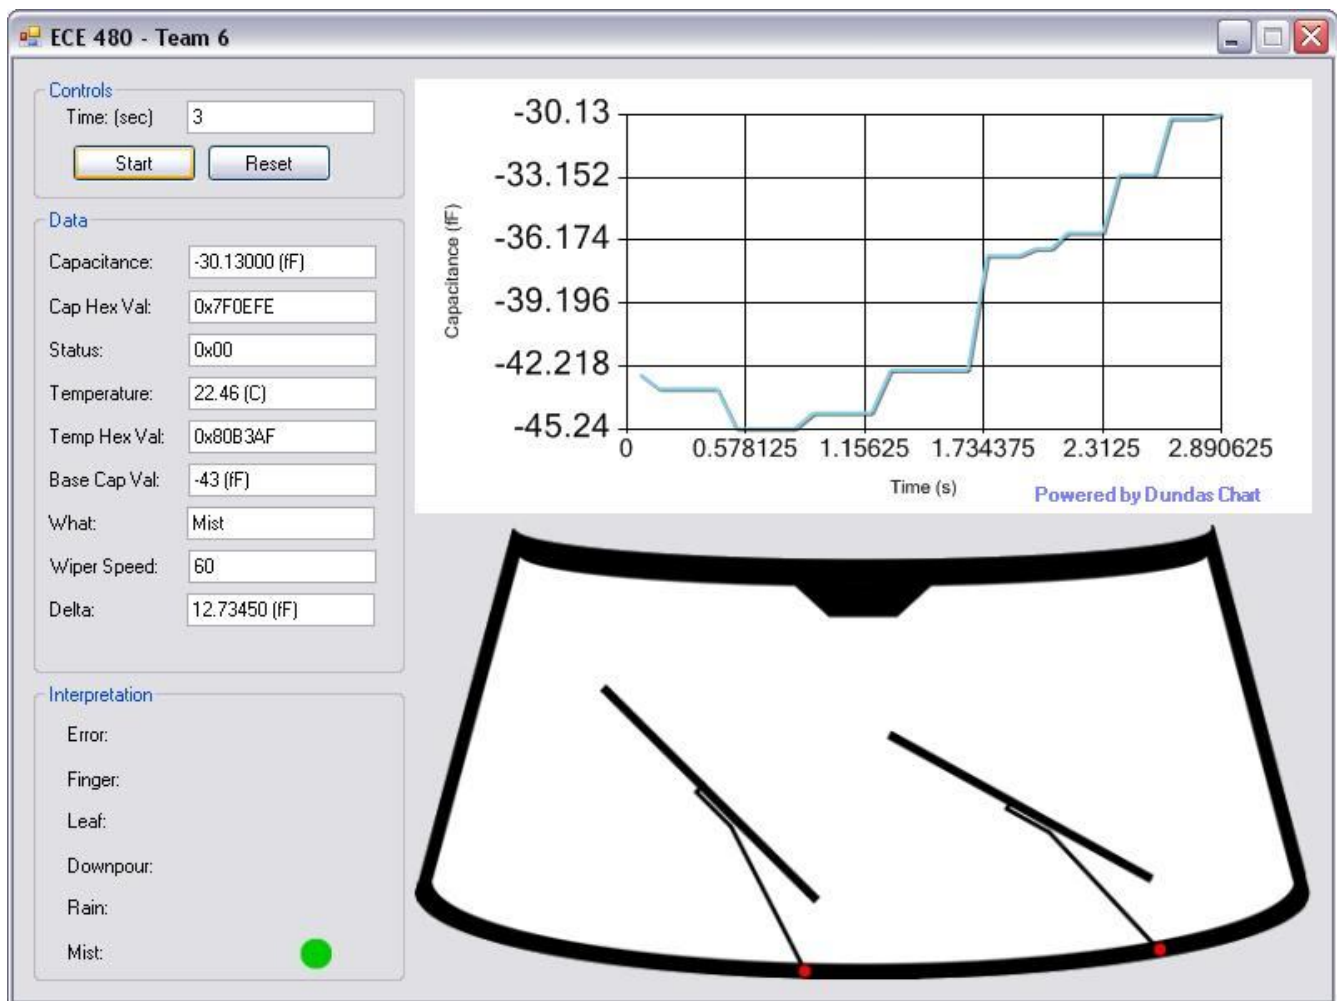 ECE 480 - Team 6
Controls
Time: (sec) 3
Start Reset
Data
Capacitance: -30.13000 (fF)
Cap Hex Val: 0x7F0EFE
Status: 0x00
Temperature: 22.46 (C)
Temp Hex Val: 0x80B3AF
Base Cap Val: -43 (fF)
What: Mist
Wiper Speed: 60
Delta: 12.73450 (fF)
Interpretation
Error:
Finger:
Leaf:
Downpour:
Rain:
Mist:
Capacitance (fF)
-30.13
-33.152
-36.174
-39.196
-42.218
-45.24
0 0.578125 1.15625 1.734375 2.3125 2.890625
Time (s)
Powered by Dundas Chart